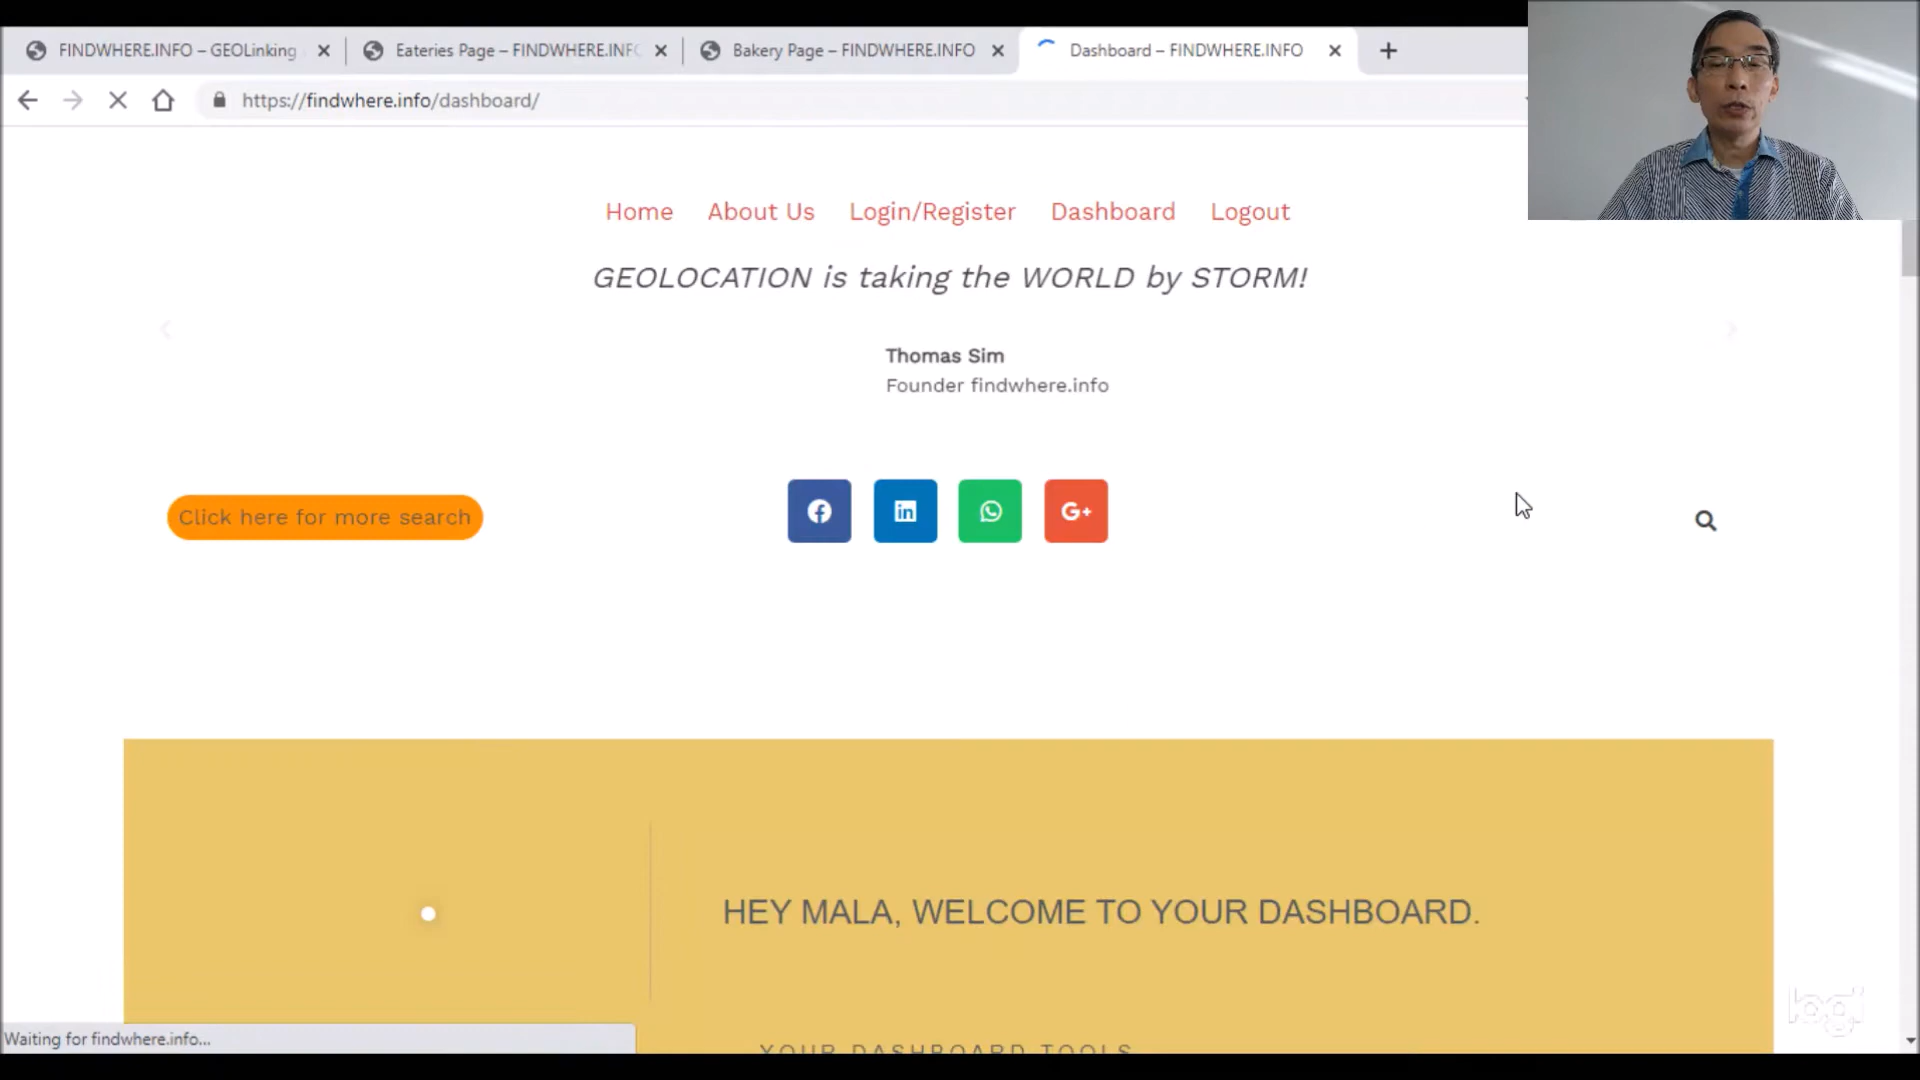 FINDWHERE.INFO – GEOLinking
Eateries Page – FINDWHERE.INFO
Bakery Page – FINDWHERE.INFO
Dashboard – FINDWHERE.INFO
https://findwhere.info/dashboard/
Home About Us Login/Register Dashboard Logout
GEOLOCATION is taking the WORLD by STORM!
Thomas Sim
Founder findwhere.info
Click here for more search
HEY MALA, WELCOME TO YOUR DASHBOARD.
YOUR DASHBOARD TOOLS
Waiting for findwhere.info...
logi